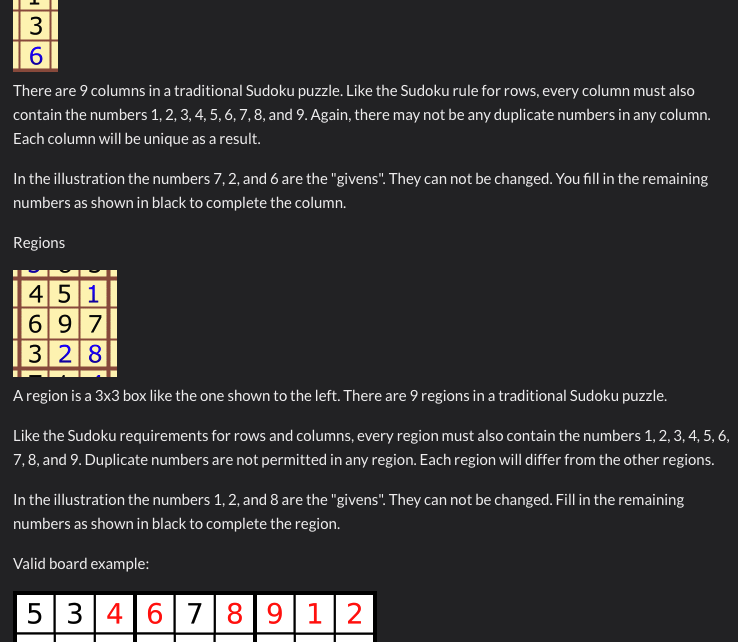 3
6
There are 9 columns in a traditional Sudoku puzzle. Like the Sudoku rule for rows, every column must also
contain the numbers 1, 2, 3, 4, 5, 6, 7, 8, and 9. Again, there may not be any duplicate numbers in any column.
Each column will be unique as a result.
In the illustration the numbers 7, 2, and 6 are the "givens". They can not be changed. You fill in the remaining
numbers as shown in black to complete the column.
Regions
4 5 1
6 9 7
3 2 8
A region is a 3x3 box like the one shown to the left. There are 9 regions in a traditional Sudoku puzzle.
Like the Sudoku requirements for rows and columns, every region must also contain the numbers 1, 2, 3, 4, 5, 6,
7, 8, and 9. Duplicate numbers are not permitted in any region. Each region will differ from the other regions.
In the illustration the numbers 1, 2, and 8 are the "givens". They can not be changed. Fill in the remaining
numbers as shown in black to complete the region.
Valid board example:
5 3 4 6 7 8 9 1 2